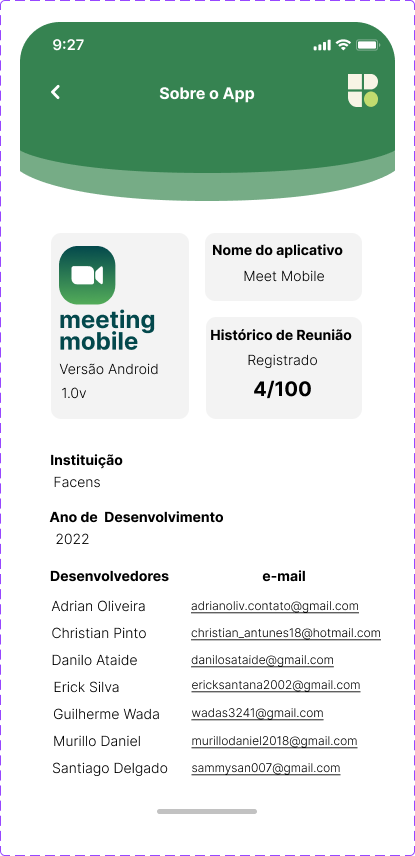 9:27
Sobre o App
meeting
mobile
Versão Android
1.0v
Nome do aplicativo
Meet Mobile
Histórico de Reunião
Registrado
4/100
Instituição
Facens
Ano de Desenvolvimento
2022
Desenvolvedores e-mail
Adrian Oliveira adrianoliv.contato@gmail.com
Christian Pinto christian_antunes18@hotmail.com
Danilo Ataide danilosataide@gmail.com
Erick Silva ericksantana2002@gmail.com
Guilherme Wada wadas3241@gmail.com
Murillo Daniel murillodaniel2018@gmail.com
Santiago Delgado sammysan007@gmail.com